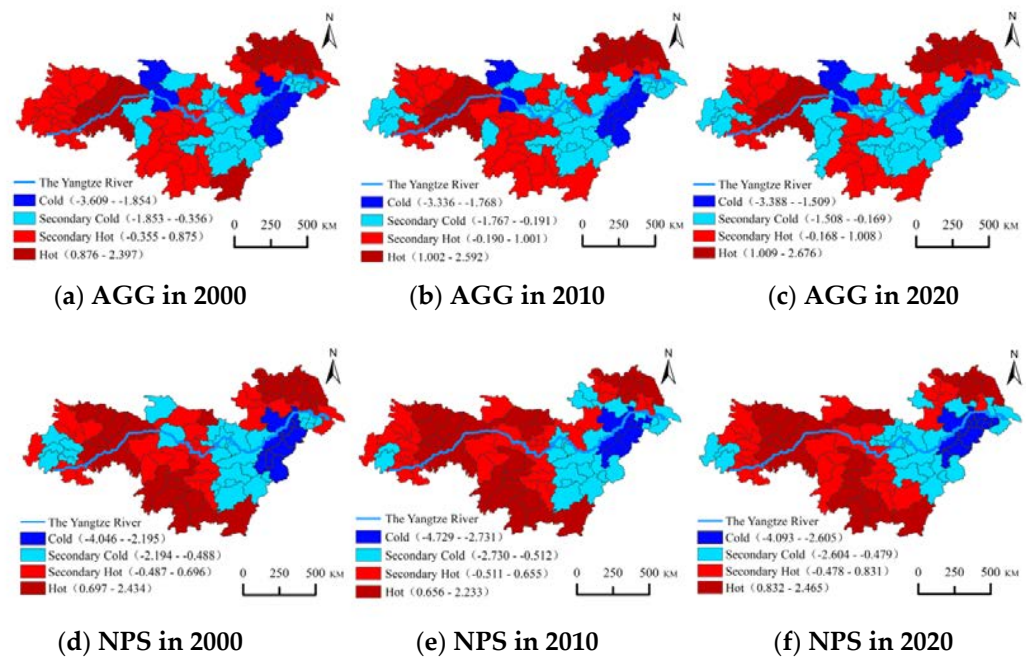 N
N
N
The Yangtze River
Cold（-3.609 - -1.854）
Secondary Cold（-1.853 - -0.356）
Secondary Hot（-0.355 - 0.875）
Hot（0.876 - 2.397）
0 250 500 KM
The Yangtze River
Cold（-3.336 - -1.768）
Secondary Cold（-1.767 - -0.191）
Secondary Hot（-0.190 - 1.001）
Hot（1.002 - 2.592）
0 250 500 KM
The Yangtze River
Cold（-3.388 - -1.509）
Secondary Cold（-1.508 - -0.169）
Secondary Hot（-0.168 - 1.008）
Hot（1.009 - 2.676）
0 250 500 KM
(a) AGG in 2000
(b) AGG in 2010
(c) AGG in 2020
N
N
N
The Yangtze River
Cold（-4.046 - -2.195）
Secondary Cold（-2.194 - -0.488）
Secondary Hot（-0.487 - 0.696）
Hot（0.697 - 2.434）
0 250 500 KM
The Yangtze River
Cold（-4.729 - -2.731）
Secondary Cold（-2.730 - -0.512）
Secondary Hot（-0.511 - 0.655）
Hot（0.656 - 2.233）
0 250 500 KM
The Yangtze River
Cold（-4.093 - -2.605）
Secondary Cold（-2.604 - -0.479）
Secondary Hot（-0.478 - 0.831）
Hot（0.832 - 2.465）
0 250 500 KM
(d) NPS in 2000
(e) NPS in 2010
(f) NPS in 2020